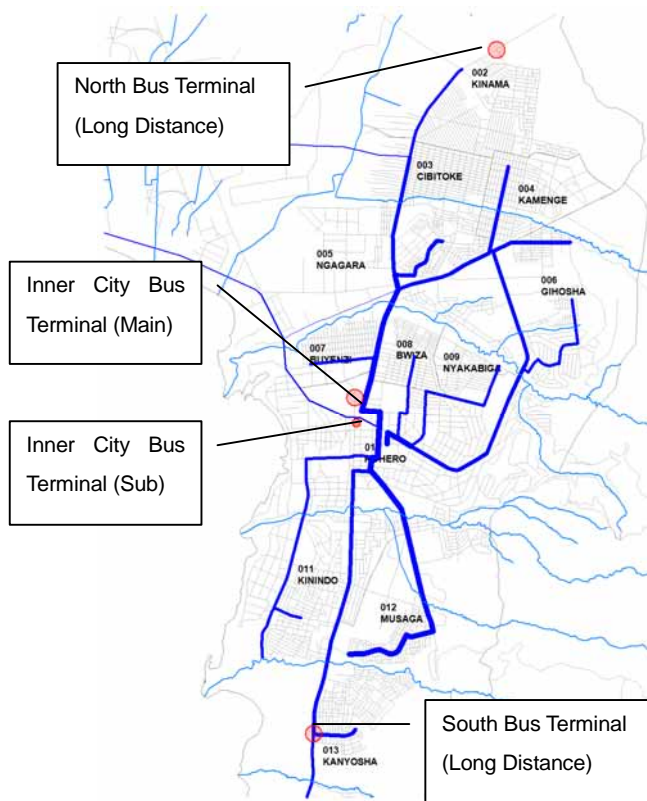 North Bus Terminal
(Long Distance)
002
KINAMA
003
CIBITOKE
004
KAMENGE
005
NGAGARA
006
GIHOSHA
Inner City Bus
Terminal (Main)
007
BUYENZI
008
BWIZA
009
NYAKABIGA
Inner City Bus
Terminal (Sub)
011
KININDO
012
MUSAGA
South Bus Terminal
(Long Distance)
013
KANYOSHA